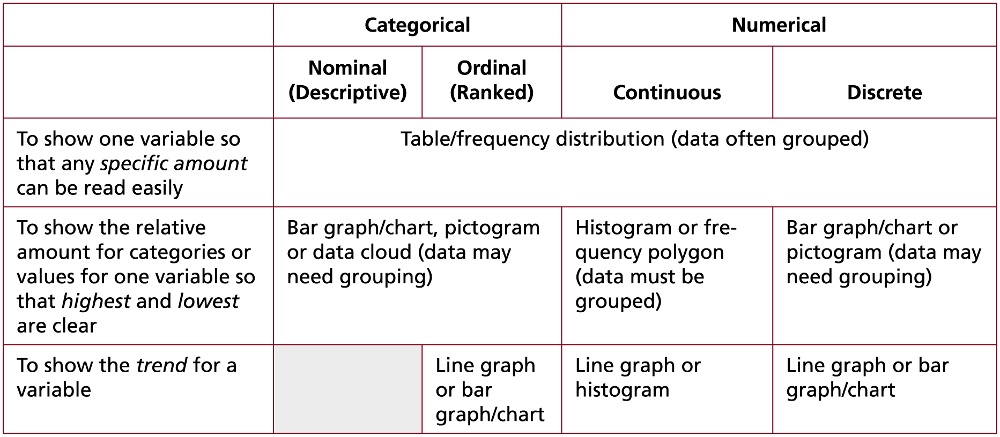 Categorical
Numerical
Nominal
(Descriptive)
Ordinal
(Ranked)
Continuous
Discrete
To show one variable so
that any specific amount
can be read easily
Table/frequency distribution (data often grouped)
To show the relative
amount for categories or
values for one variable so
that highest and lowest
are clear
Bar graph/chart, pictogram
or data cloud (data may
need grouping)
Histogram or fre-
quency polygon
(data must be
grouped)
Bar graph/chart or
pictogram (data may
need grouping)
To show the trend for a
variable
Line graph
or bar
graph/chart
Line graph or
histogram
Line graph or bar
graph/chart